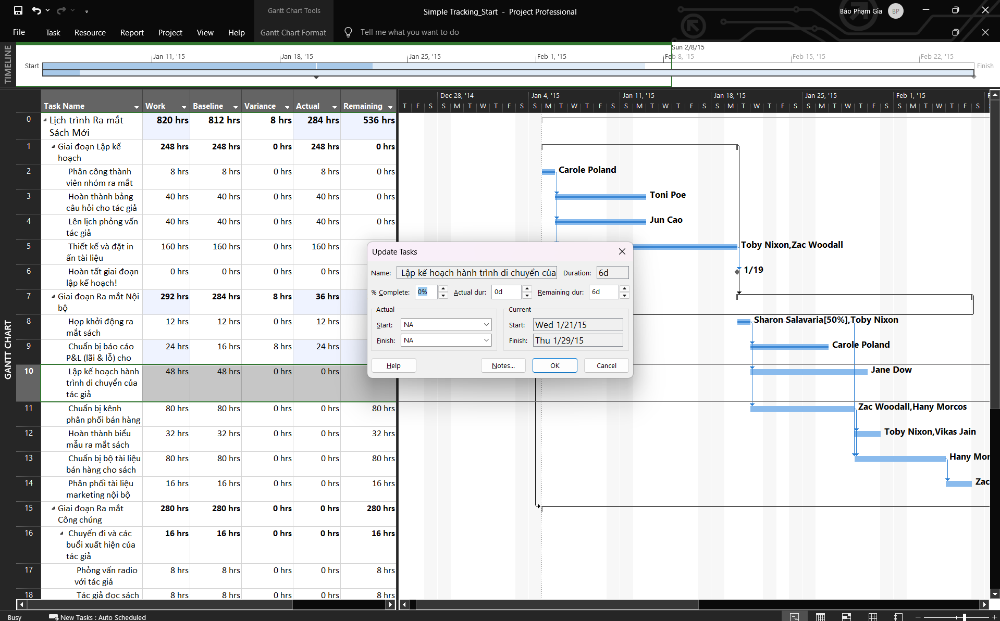 Gantt Chart Tools
Simple Tracking_Start - Project Professional
Bảo Phạm Gia BP
File Task Resource Report Project View Help Gantt Chart Format Tell me what you want to do
TIMELINE
Sun 2/8/15
Jan 11, '15 Jan 18, '15 Jan 25, '15 Feb 1, '15 Feb 8, '15 Feb 15, '15 Feb 22, '15
Start
Finish
GANTT CHART
Task Name Work Baseline Variance Actual Remaining
0 Lịch trình Ra mắt 820 hrs 812 hrs 8 hrs 284 hrs 536 hrs
Sách Mới
1 Giai đoạn Lập kế 248 hrs 248 hrs 0 hrs 248 hrs 0 hrs
hoạch
2 Phân công thành 8 hrs 8 hrs 0 hrs 8 hrs 0 hrs
viên nhóm ra mắt
3 Hoàn thành bảng 40 hrs 40 hrs 0 hrs 40 hrs 0 hrs
câu hỏi cho tác giả
4 Lên lịch phỏng vấn 40 hrs 40 hrs 0 hrs 40 hrs 0 hrs
tác giả
5 Thiết kế và đặt in 160 hrs 160 hrs 0 hrs 160 hrs
ấn tài liệu
6 Hoàn tất giai đoạn 0 hrs 0 hrs 0 hrs 0 hrs
lập kế hoạch!
7 Giai đoạn Ra mắt Nội 292 hrs 284 hrs 8 hrs 36 hrs
bộ
8 Họp khởi động ra 12 hrs 12 hrs 0 hrs 12 hrs
mắt sách
9 Chuẩn bị báo cáo 24 hrs 16 hrs 8 hrs 24 hrs
P&L (lãi & lỗ) cho
10 Lập kế hoạch hành 48 hrs 48 hrs 0 hrs 0 hrs
trình di chuyển của
tác giả
11 Chuẩn bị kênh 80 hrs 80 hrs 0 hrs 0 hrs 80 hrs
phân phối bán hàng
12 Hoàn thành biểu 32 hrs 32 hrs 0 hrs 0 hrs 32 hrs
mẫu ra mắt sách
13 Chuẩn bị bộ tài liệu 80 hrs 80 hrs 0 hrs 0 hrs 80 hrs
bán hàng cho sách
14 Phân phối tài liệu 16 hrs 16 hrs 0 hrs 0 hrs 16 hrs
marketing nội bộ
15 Giai đoạn Ra mắt 280 hrs 280 hrs 0 hrs 0 hrs 280 hrs
Công chúng
16 Chuyến đi và các 16 hrs 16 hrs 0 hrs 0 hrs 16 hrs
buổi xuất hiện của
tác giả
17 Phỏng vấn radio 8 hrs 8 hrs 0 hrs 0 hrs 8 hrs
với tác giả
18 Tác giả đọc sách 8 hrs 8 hrs 0 hrs 0 hrs 8 hrs
Dec 28, '14 Jan 4, '15 Jan 11, '15 Jan 18, '15 Jan 25, '15 Feb 1, '15 F
T F S S M T W T F S S M T W T F S S M T W T F S S M T W T F S S M T W T F S S M T W T F S
Carole Poland
Toni Poe
Jun Cao
Toby Nixon,Zac Woodall
1/19
Sharon Salavaria[50%],Toby Nixon
Carole Poland
Jane Dow
Zac Woodall,Hany Morcos
Toby Nixon,Vikas Jain
Hany Mor
Zac
Update Tasks
Name: Lập kế hoạch hành trình di chuyển của Duration: 6d
% Complete: 0% Actual dur: 0d Remaining dur: 6d
Actual Current
Start: NA Start: Wed 1/21/15
Finish: NA Finish: Thu 1/29/15
Help Notes... OK Cancel
Busy New Tasks : Auto Scheduled